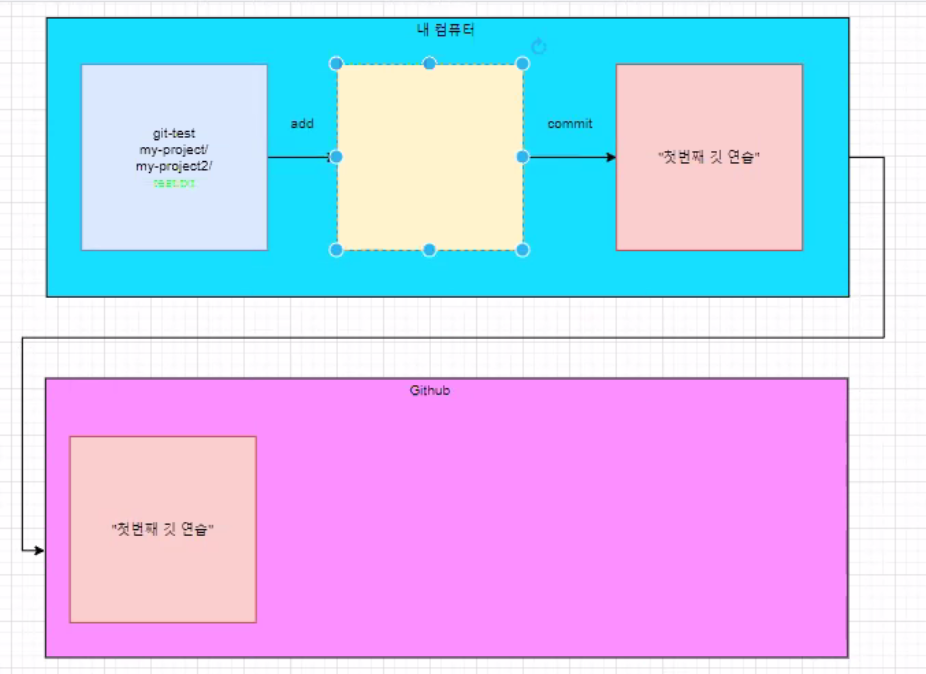 내 컴퓨터
git-test
my-project/
my-project2/
test.txt
add
commit
"첫번째 깃 연습"
Github
"첫번째 깃 연습"